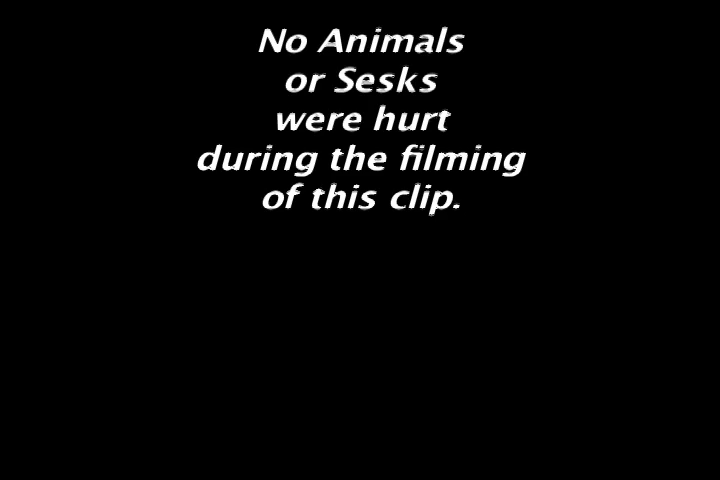 No Animals
or Sesks
were hurt
during the filming
of this clip.